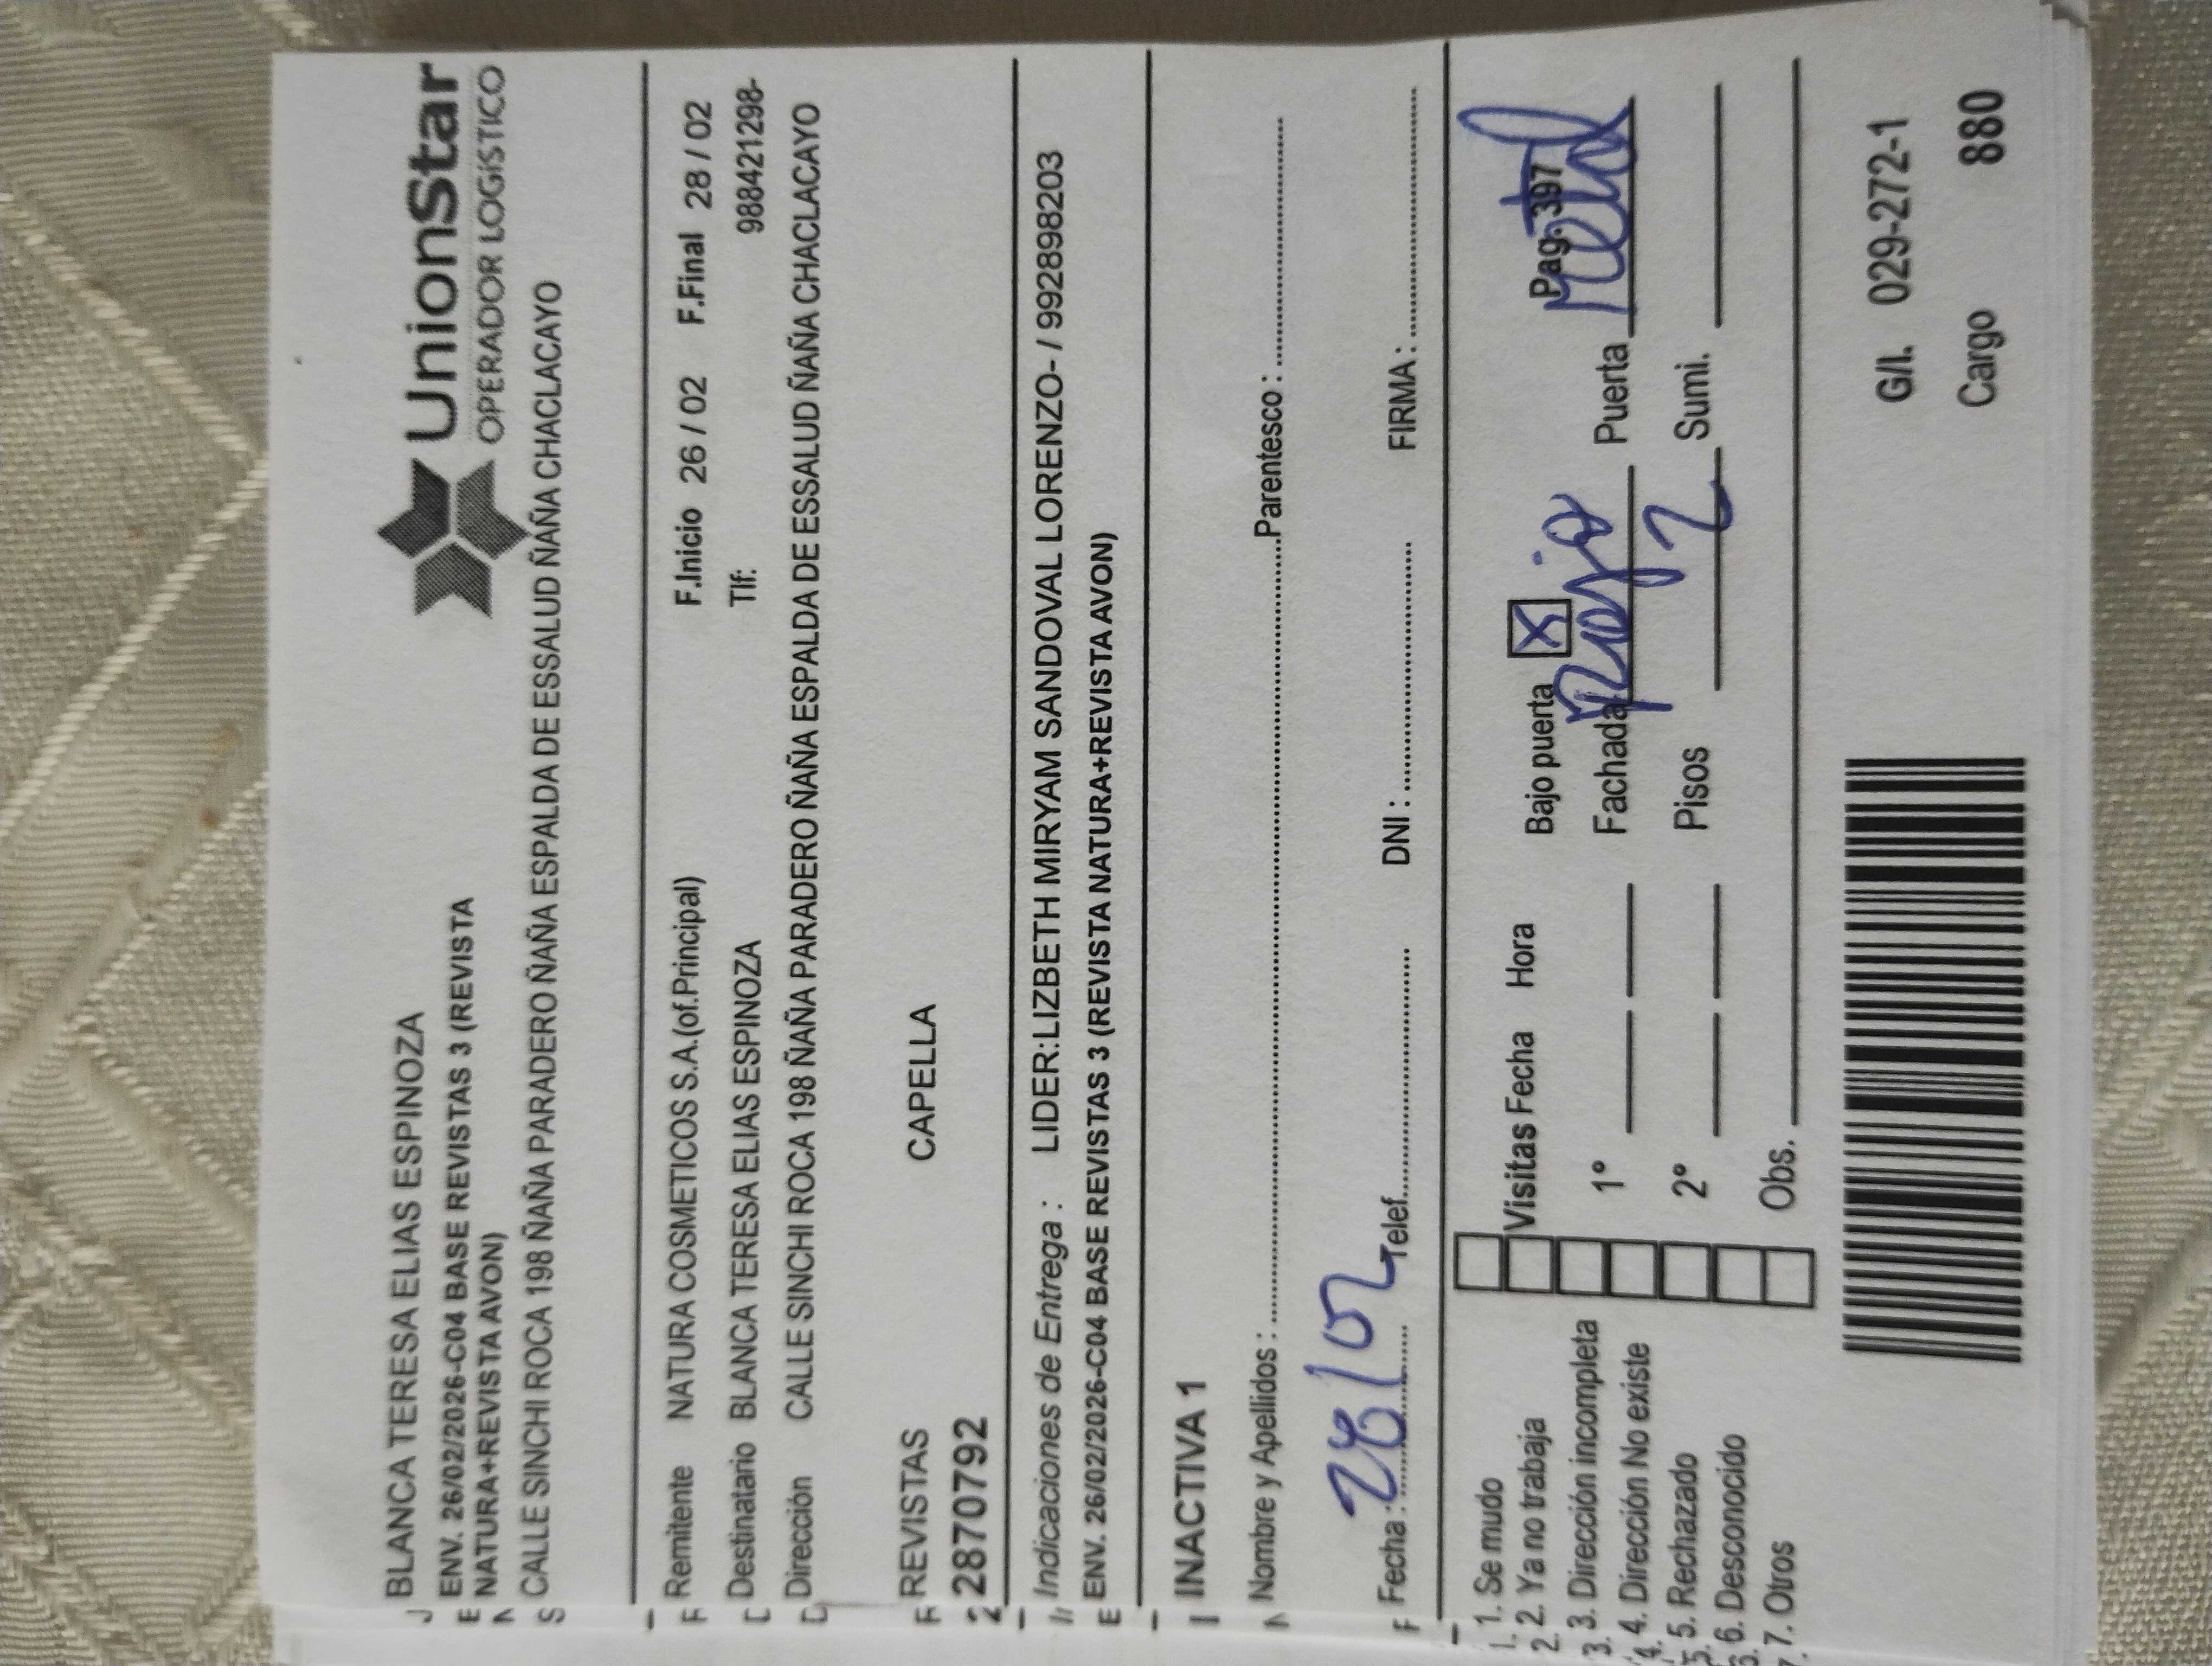 BLANCA TERESA ELIAS ESPINOZA
UnionStar
OPERADOR LOGÍSTICO
ENV. 26/02/2026-C04 BASE REVISTAS 3 (REVISTA
NATURA+REVISTA AVON)
CALLE SINCHI ROCA 198 ÑAÑA PARADERO ÑAÑA ESPALDA DE ESSALUD ÑAÑA CHACLACAYO
Remitente NATURA COSMETICOS S.A.(of.Principal) F.Inicio 26 / 02 F.Final 28 / 02
Destinatario BLANCA TERESA ELIAS ESPINOZA Tlf: 988421298-
Dirección CALLE SINCHI ROCA 198 ÑAÑA PARADERO ÑAÑA ESPALDA DE ESSALUD ÑAÑA CHACLACAYO
REVISTAS CAPELLA
2870792
Indicaciones de Entrega : LIDER:LIZBETH MIRYAM SANDOVAL LORENZO- / 992898203
ENV. 26/02/2026-C04 BASE REVISTAS 3 (REVISTA NATURA+REVISTA AVON)
INACTIVA 1
Nombre y Apellidos : Parentesco :
Fecha : 28/02 Telef. DNI : FIRMA :
1. Se mudo
2. Ya no trabaja Visitas Fecha Hora Bajo puerta X Pag. 397
3. Dirección incompleta 1° Fachada Rojo Puerta Metal
4. Dirección No existe
5. Rechazado 2° Pisos 2 Sumi.
6. Desconocido
7. Otros Obs.
G/I. 029-272-1
Cargo 880